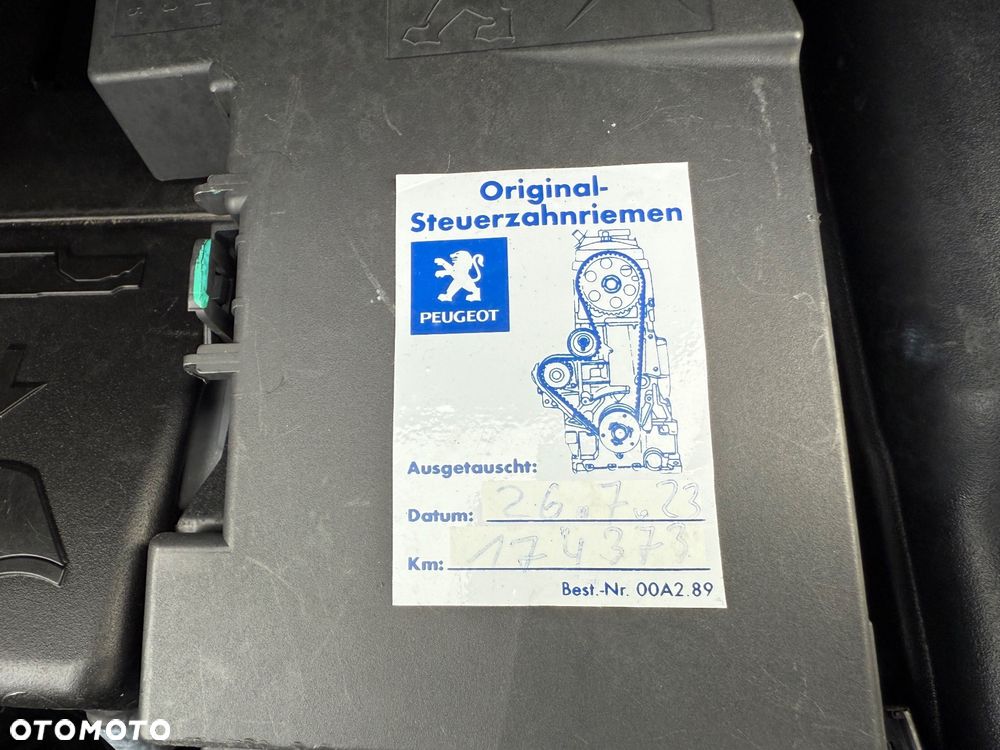 Original-
Steuerzahnriemen
PEUGEOT
Ausgetauscht:
Datum: 26.7.23
Km: 174373
Best.-Nr. 00A2.89
OTOMOTO